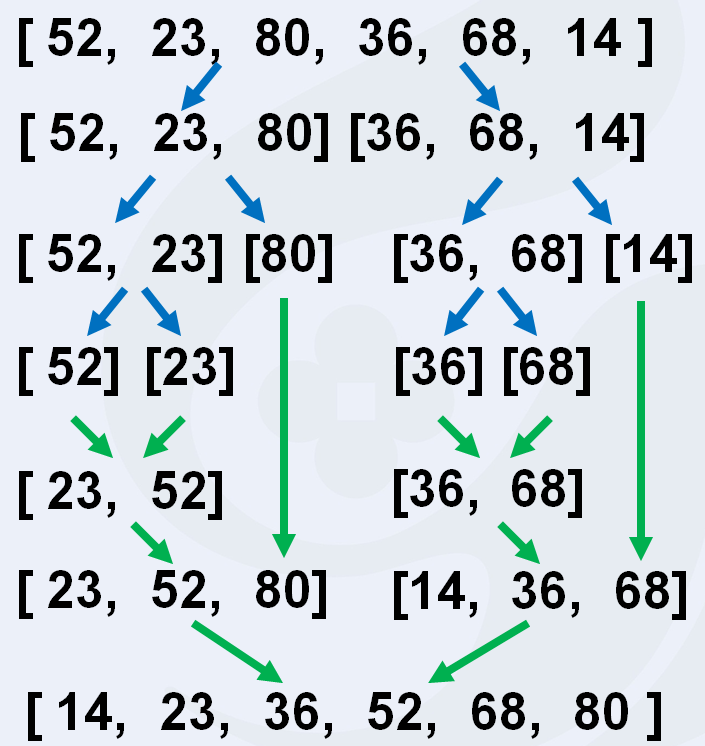 [ 52, 23, 80, 36, 68, 14 ]
[ 52, 23, 80] [36, 68, 14]
[ 52, 23] [80] [36, 68] [14]
[ 52] [23] [36] [68]
[ 23, 52] [36, 68]
[ 23, 52, 80] [14, 36, 68]
[ 14, 23, 36, 52, 68, 80 ]